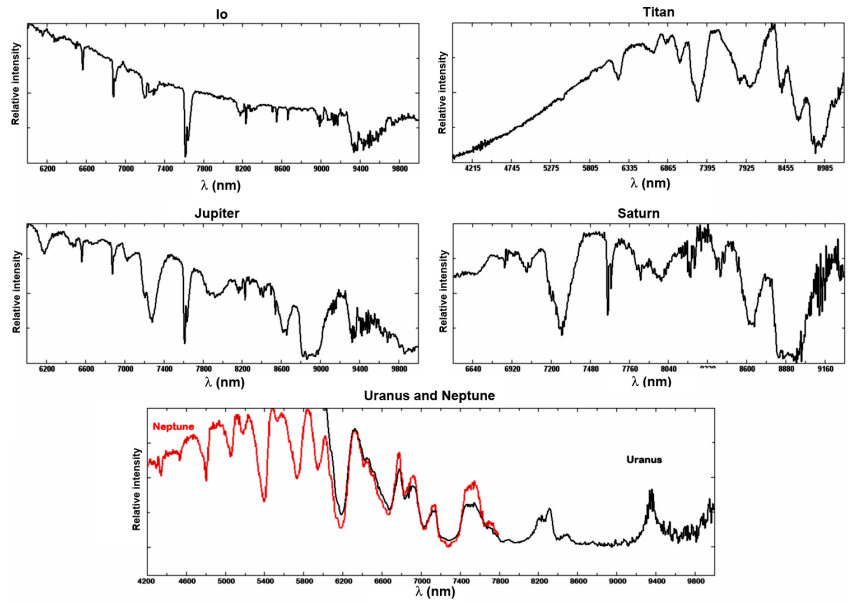 Io
Relative intensity
6200 6600 7000 7400 7800 8200 8600 9000 9400 9800
λ (nm)
Titan
Relative intensity
4215 4745 5275 5805 6335 6865 7395 7925 8455 8985
λ (nm)
Jupiter
Relative intensity
6200 6600 7000 7400 7800 8200 8600 9000 9400 9800
λ (nm)
Saturn
Relative intensity
6640 6920 7200 7480 7760 8040 8600 8880 9160
λ (nm)
Uranus and Neptune
Neptune
Uranus
Relative intensity
4200 4600 5000 5400 5800 6200 6600 7000 7400 7800 8200 8600 9000 9400 9800
λ (nm)